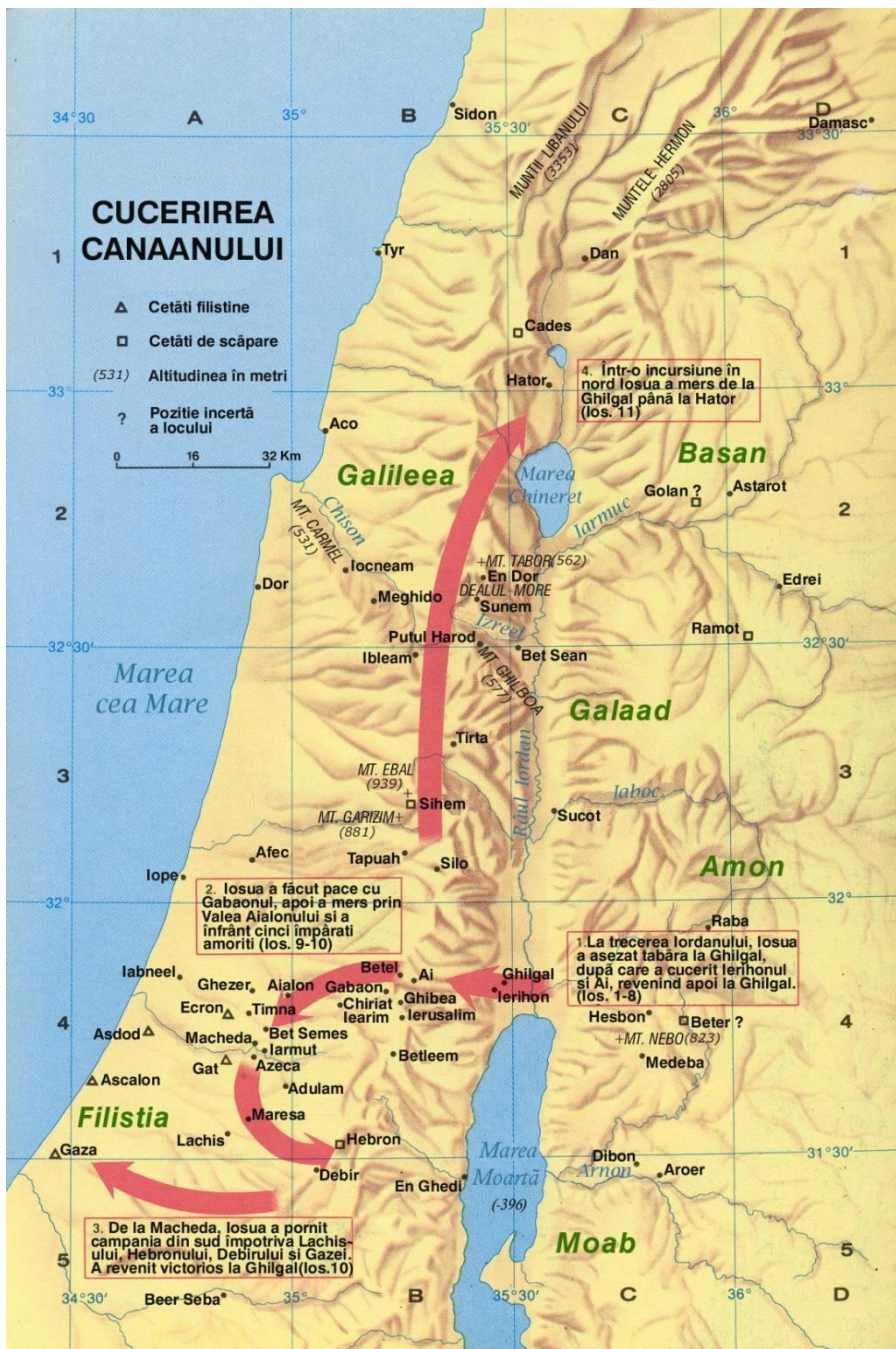 34°30'
A
35°
B
35°30'
C
36°
D
Sidon
Damasc
33°30'
MUNTII LIBANULUI
(3353)
MUNTELE HERMON
(2805)
CUCERIREA
CANAANULUI
1
Tyr
Dan
1
Cetăti filistine
Cetăti de scăpare
(531) Altitudinea în metri
? Pozitie incertă
a locului
0 16 32 Km
Cades
Hator
4. Într-o incursiune în
nord Iosua a mers de la
Ghilgal până la Hator
(Ios. 11)
33°
33°
Aco
Galileea
Marea
Chineret
Basan
Golan ?
Astarot
2
Chison
Iarmuc
2
MT. CARMEL
(531)
Iocneam
+MT. TABOR(562)
En Dor
DEALUL MORE
Sunem
Dor
Meghido
Edrei
Izreel
Putul Harod
Ramot
32°30'
Ibleam
Bet Sean
32°30'
MT GHILBOA
(577)
Marea
cea Mare
Galaad
Tirta
Râul Iordan
3
MT. EBAL
(939)
+
Sihem
Iaboc
3
MT. GARIZIM+
(881)
Sucot
Afec
Tapuah
Silo
Amon
Iope
32°
32°
2. Iosua a făcut pace cu
Gabaonul, apoi a mers prin
Valea Aialonului si a
înfrânt cinci împărati
amoriti (Ios. 9-10)
Raba
1.La trecerea Iordanului, Iosua
a asezat tabăra la Ghilgal,
după care a cucerit Ierihonul
si Ai, revenind apoi la Ghilgal.
(Ios. 1-8)
Iabneel
Betel
Ai
Ghilgal
Ghezer
Aialon
Gabaon
Ierihon
Ecron
Timna
Chiriat
Iearim
Ghibea
Ierusalim
Hesbon
Beter ?
4
Asdod
Macheda
Bet Semes
Iarmut
+MT. NEBO(823)
4
Gat
Azeca
Betleem
Medeba
Ascalon
Adulam
Filistia
Maresa
Lachis
Hebron
Gaza
Debir
En Ghedi
Marea
Moartă
(-396)
Dibon
Arnon
Aroer
31°30'
3. De la Macheda, Iosua a pornit
campania din sud împotriva Lachis-
ului, Hebronului, Debirului si Gazei.
A revenit victorios la Ghilgal(Ios.10)
Moab
5
5
Beer Seba
34°30'
35°
B
35°30'
C
36°
D